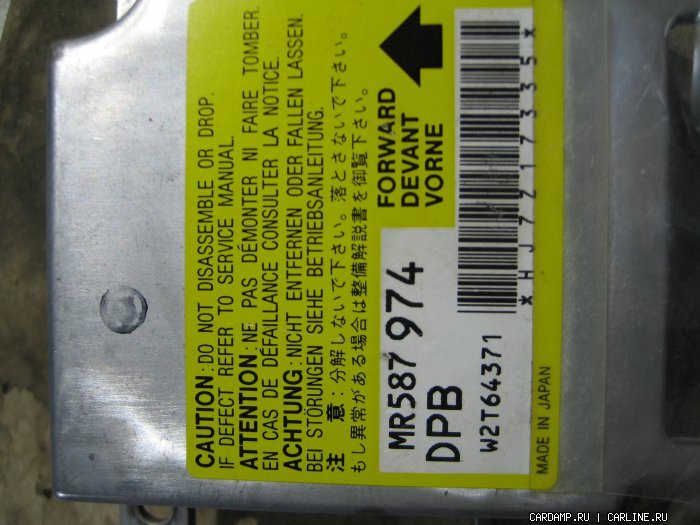 CAUTION:DO NOT DISASSEMBLE OR DROP.
IF DEFECT REFER TO SERVICE MANUAL.
ATTENTION:NE PAS DÉMONTER NI FAIRE TOMBER.
EN CAS DE DÉFAILLANCE CONSULTER LA NOTICE.
ACHTUNG:NICHT ENTFERNEN ODER FALLEN LASSEN.
BEI STÖRUNGEN SIEHE BETRIEBSANLEITUNG.
注 意:分解しないで下さい。落とさないで下さい。
もし異常がある場合は整備解説書を御覧下さい。
FORWARD
DEVANT
VORNE
MR587974
DPB
W2T64371
*HJ7217335*
MADE IN JAPAN
CARDAMP.RU | CARLINE.RU